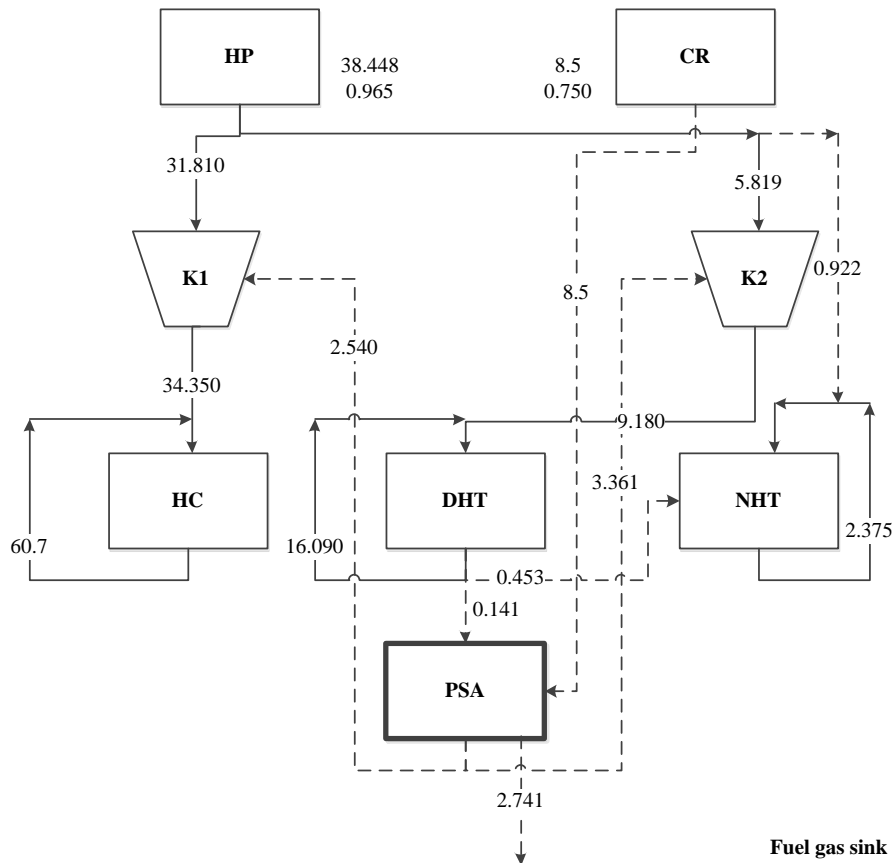 HP
38.448
0.965
8.5
0.750
CR
31.810
5.819
K1
K2
0.922
8.5
2.540
34.350
9.180
HC
DHT
3.361
NHT
60.7
16.090
2.375
0.453
0.141
PSA
2.741
Fuel gas sink